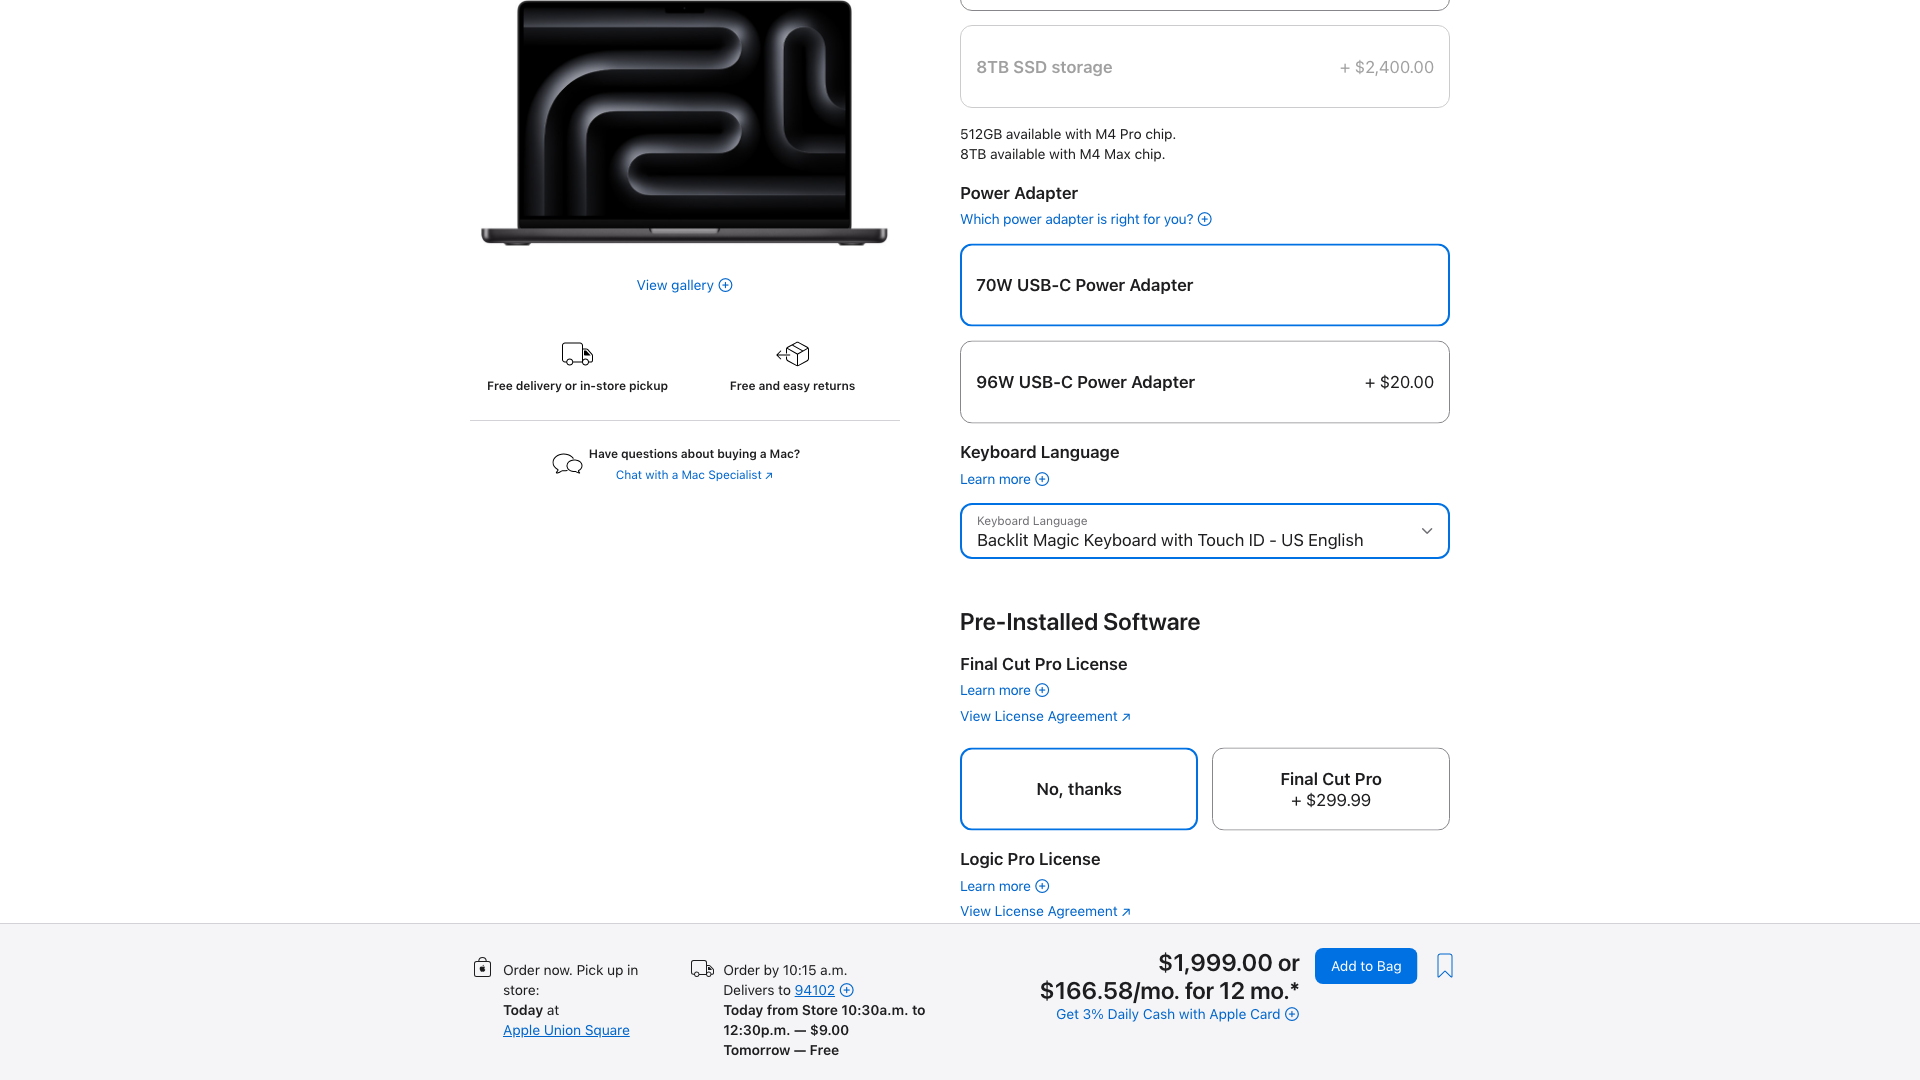 8TB SSD storage + $2,400.00
512GB available with M4 Pro chip.
8TB available with M4 Max chip.
Power Adapter
Which power adapter is right for you?
70W USB-C Power Adapter
96W USB-C Power Adapter + $20.00
Keyboard Language
Learn more
Keyboard Language
Backlit Magic Keyboard with Touch ID - US English
View gallery
Free delivery or in-store pickup
Free and easy returns
Have questions about buying a Mac?
Chat with a Mac Specialist ↗
Pre-Installed Software
Final Cut Pro License
Learn more
View License Agreement ↗
No, thanks
Final Cut Pro
+ $299.99
Logic Pro License
Learn more
View License Agreement ↗
Order now. Pick up in
store:
Today at
Apple Union Square
Order by 10:15 a.m.
Delivers to 94102
Today from Store 10:30a.m. to
12:30p.m. — $9.00
Tomorrow — Free
$1,999.00 or
$166.58/mo. for 12 mo.*
Get 3% Daily Cash with Apple Card
Add to Bag